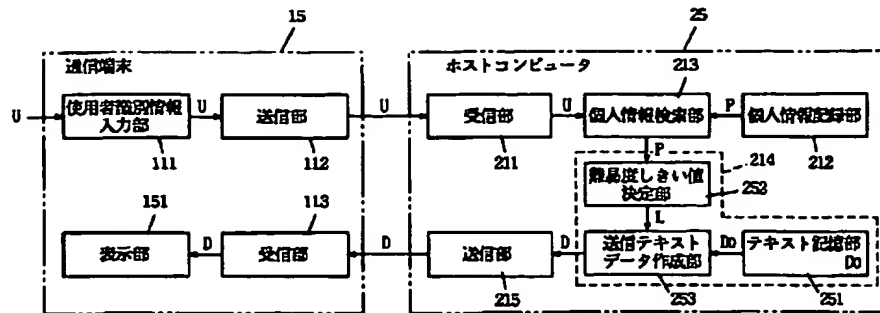 15
25
通信端末
ホストコンピュータ
213
U
使用者識別情報
入力部
U
送信部
U
受信部
U
個人情報検索部
P
個人情報記録部
111
112
211
212
P
214
難易度しきい値
決定部
252
151
113
L
表示部
D
受信部
D
送信部
D
送信テキスト
データ作成部
Do
テキスト記憶部
Do
215
253
251